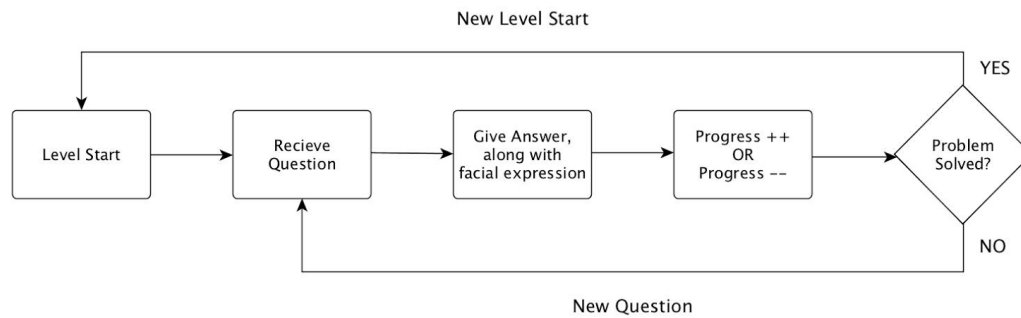 New Level Start
YES
Level Start
Recieve
Question
Give Answer,
along with
facial expression
Progress ++
OR
Progress --
Problem
Solved?
NO
New Question